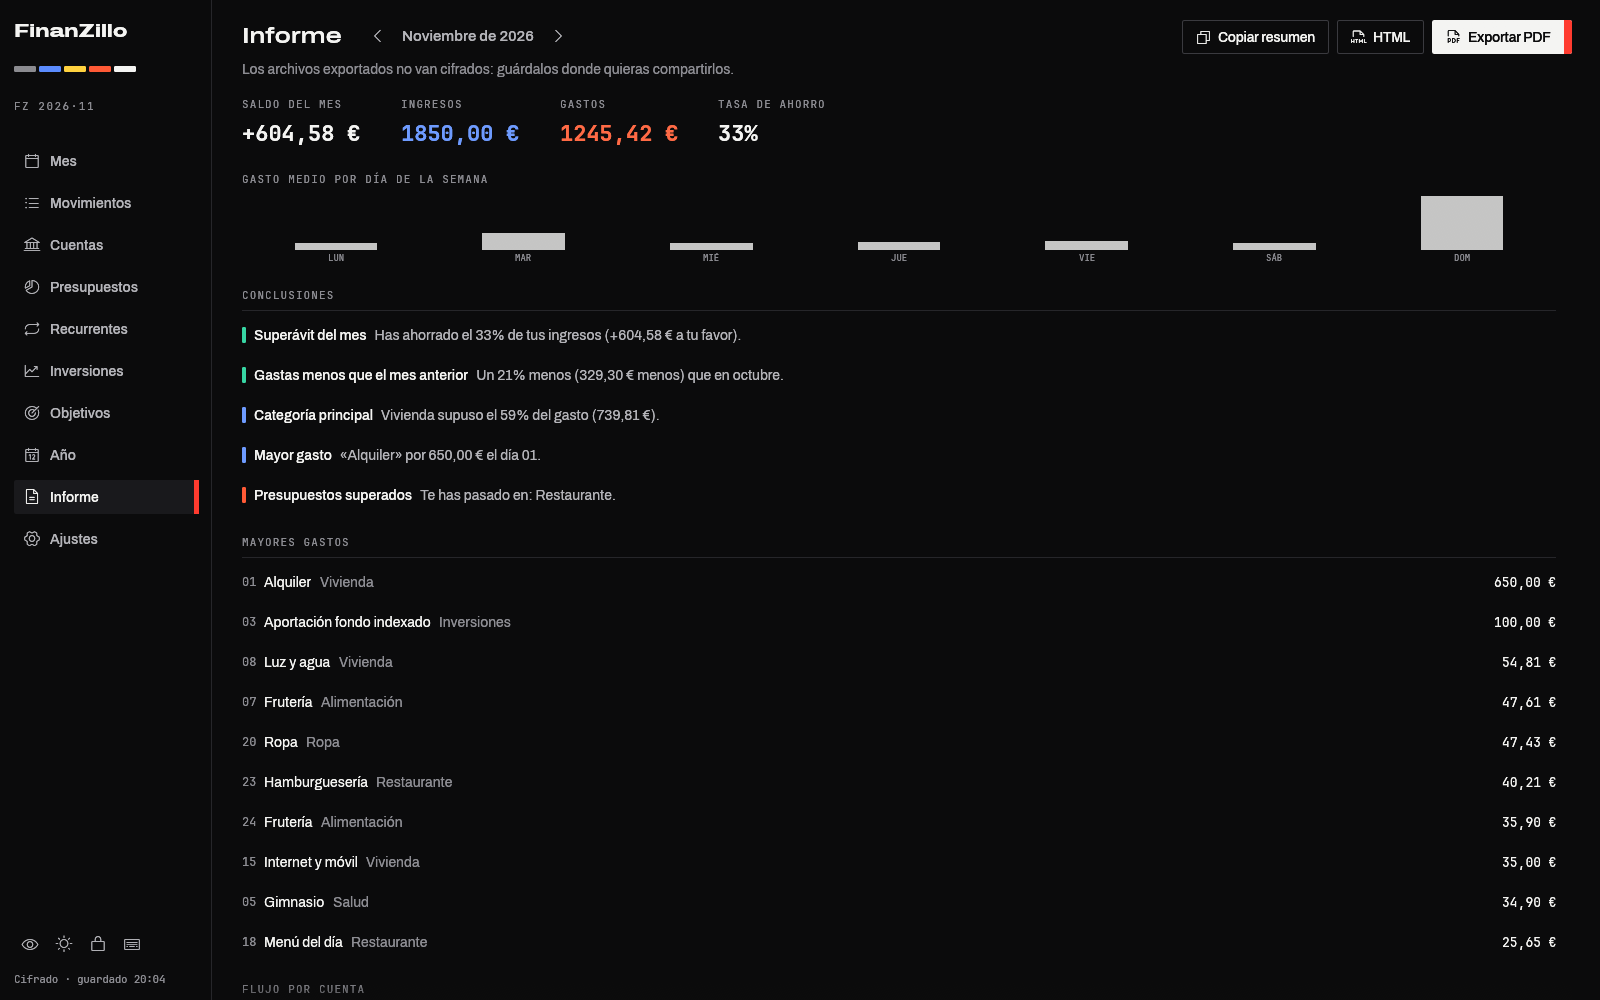 FinanZillo
FZ 2026·11
Mes
Movimientos
Cuentas
Presupuestos
Recurrentes
Inversiones
Objetivos
12
Año
Informe
Ajustes
Cifrado · guardado 20:04
Informe
Noviembre de 2026
Copiar resumen
HTML
HTML
PDF
Exportar PDF
Los archivos exportados no van cifrados: guárdalos donde quieras compartirlos.
SALDO DEL MES
+604,58 €
INGRESOS
1850,00 €
GASTOS
1245,42 €
TASA DE AHORRO
33%
GASTO MEDIO POR DÍA DE LA SEMANA
LUN MAR MIÉ JUE VIE SÁB DOM
CONCLUSIONES
Superávit del mes Has ahorrado el 33% de tus ingresos (+604,58 € a tu favor).
Gastas menos que el mes anterior Un 21% menos (329,30 € menos) que en octubre.
Categoría principal Vivienda supuso el 59% del gasto (739,81 €).
Mayor gasto «Alquiler» por 650,00 € el día 01.
Presupuestos superados Te has pasado en: Restaurante.
MAYORES GASTOS
01 Alquiler Vivienda 650,00 €
03 Aportación fondo indexado Inversiones 100,00 €
08 Luz y agua Vivienda 54,81 €
07 Frutería Alimentación 47,61 €
20 Ropa Ropa 47,43 €
23 Hamburguesería Restaurante 40,21 €
24 Frutería Alimentación 35,90 €
15 Internet y móvil Vivienda 35,00 €
05 Gimnasio Salud 34,90 €
18 Menú del día Restaurante 25,65 €
FLUJO POR CUENTA